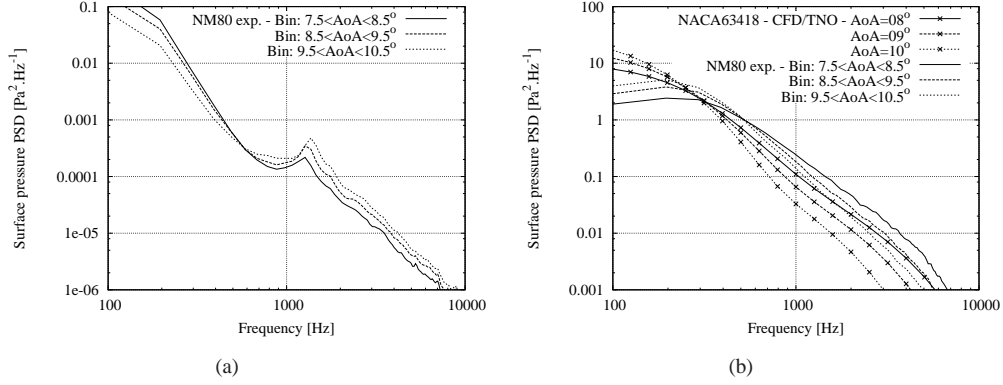 0.1
0.01
0.001
0.0001
1e-05
1e-06
100
1000
10000
Surface pressure PSD [Pa².Hz⁻¹]
Frequency [Hz]
NM80 exp. - Bin: 7.5<AoA<8.5°
Bin: 8.5<AoA<9.5°
Bin: 9.5<AoA<10.5°
(a)
100
10
1
0.1
0.01
0.001
100
1000
10000
Surface pressure PSD [Pa².Hz⁻¹]
Frequency [Hz]
NACA63418 - CFD/TNO - AoA=08°
AoA=09°
AoA=10°
NM80 exp. - Bin: 7.5<AoA<8.5°
Bin: 8.5<AoA<9.5°
Bin: 9.5<AoA<10.5°
(b)